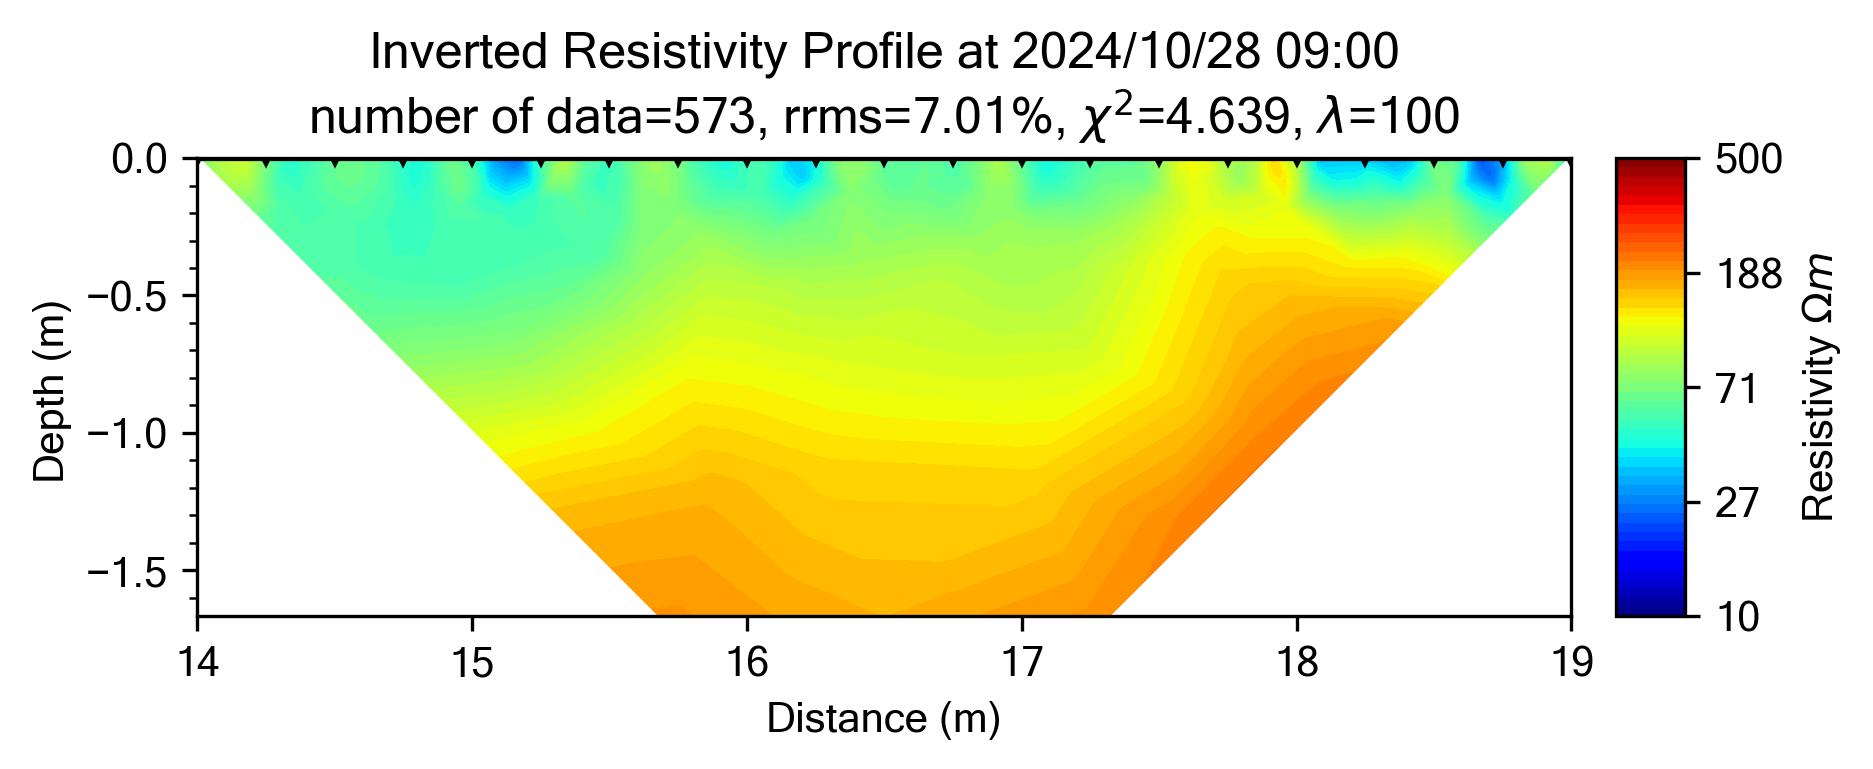 Inverted Resistivity Profile at 2024/10/28 09:00
number of data=573, rrms=7.01%, χ²=4.639, λ=100
0.0
−0.5
−1.0
−1.5
Depth (m)
14 15 16 17 18 19
Distance (m)
500
188
71
27
10
Resistivity Ωm